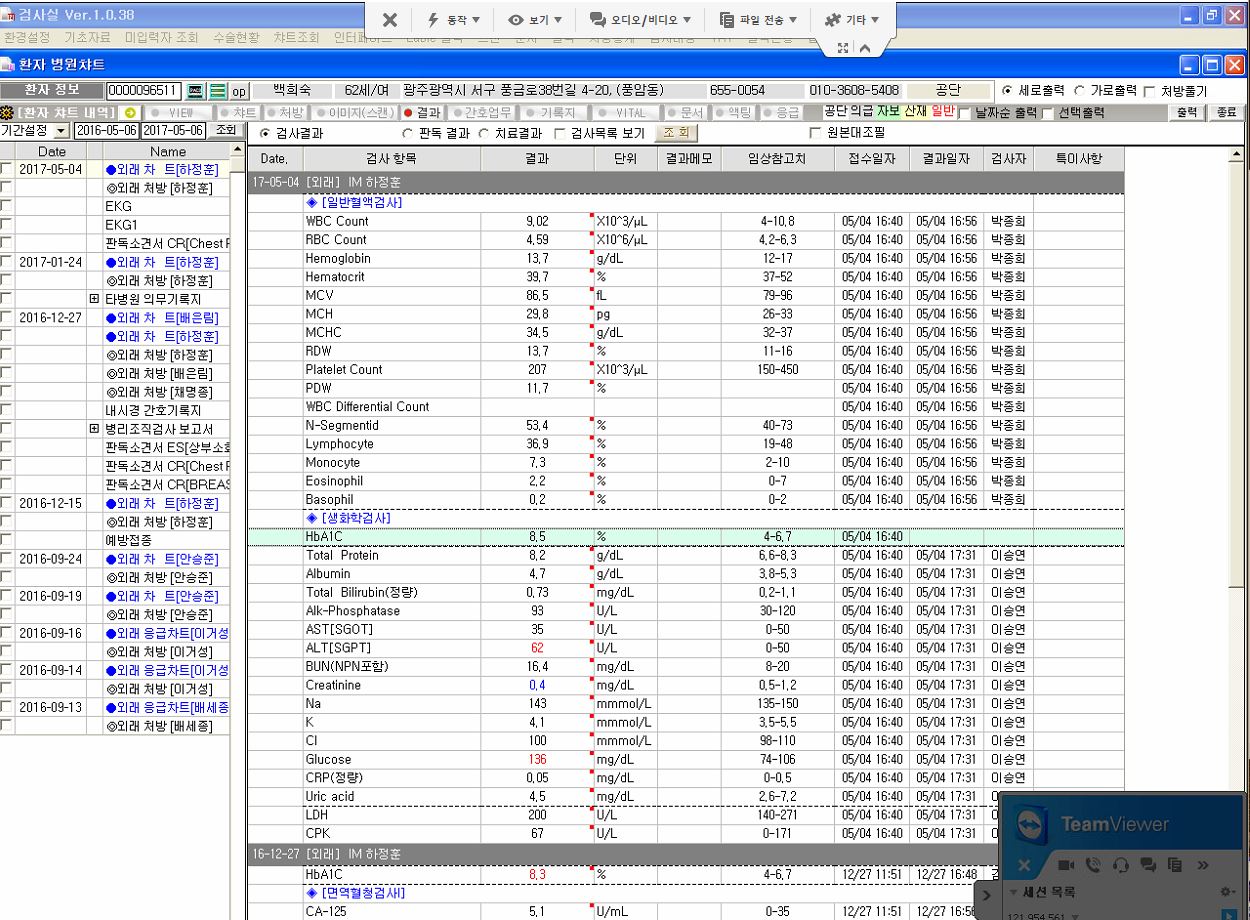 검사실 Ver.1.0.38
동작 ▼ 보기 ▼ 오디오/비디오 ▼ 파일 전송 ▼ 기타 ▼
환경설정 기초자료 미입력자 조회 수술현황 챠트조회
환자 병원챠트
환자 정보 0000096511 op 백희숙 62세/여 광주광역시 서구 풍금로38번길 4-20, (풍암동) 655-0054 010-3608-5408 공단 세로출력 가로출력 처방품기
[환자 챠트 내역] VIEW 챠트 처방 이미지(스캔) 결과 간호업무 기록지 VITAL 문서 액팅 응급 공단 의급 자보 산재 일반 날짜순 출력 선택출력 출력 종료
기간설정 2016-05-06 2017-05-06 조회 검사결과 판독 결과 치료결과 검사목록 보기 조 회 원본대조필
Date Name
2017-05-04 ●외래 차 트[하정훈]
◎외래 처방 [하정훈]
EKG
EKG1
판독소견서 CR[Chest
2017-01-24 ●외래 차 트[하정훈]
◎외래 처방 [하정훈]
타병원 의무기록지
2016-12-27 ●외래 차 트[배은림]
●외래 차 트[하정훈]
◎외래 처방 [하정훈]
◎외래 처방 [배은림]
◎외래 처방 [채명종]
내시경 간호기록지
병리조직검사 보고서
판독소견서 ES[상부소화
판독소견서 CR[Chest
판독소견서 CR[BREAS
2016-12-15 ●외래 차 트[하정훈]
◎외래 처방 [하정훈]
예방접종
2016-09-24 ●외래 차 트[안승준]
◎외래 처방 [안승준]
2016-09-19 ●외래 차 트[안승준]
◎외래 처방 [안승준]
2016-09-16 ●외래 응급차트[이거성
◎외래 처방 [이거성]
2016-09-14 ●외래 응급차트[이거성
◎외래 처방 [이거성]
2016-09-13 ●외래 응급차트[배세종
◎외래 처방 [배세종]
Date, 검사 항목 결과 단위 결과메모 임상참고치 접수일자 결과일자 검사자 특이사항
17-05-04 [외래] IM 하정훈
◈ [일반혈액검사]
WBC Count 9,02 X10^3/μL 4-10,8 05/04 16:40 05/04 16:56 박종희
RBC Count 4,59 X10^6/μL 4,2-6,3 05/04 16:40 05/04 16:56 박종희
Hemoglobin 13,7 g/dL 12-17 05/04 16:40 05/04 16:56 박종희
Hematocrit 39,7 % 37-52 05/04 16:40 05/04 16:56 박종희
MCV 86,5 fL 79-96 05/04 16:40 05/04 16:56 박종희
MCH 29,8 pg 26-33 05/04 16:40 05/04 16:56 박종희
MCHC 34,5 g/dL 32-37 05/04 16:40 05/04 16:56 박종희
RDW 13,7 % 11-16 05/04 16:40 05/04 16:56 박종희
Platelet Count 207 X10^3/μL 150-450 05/04 16:40 05/04 16:56 박종희
PDW 11,7 % 05/04 16:40 05/04 16:56 박종희
WBC Differential Count 05/04 16:40 05/04 16:56 박종희
N-Segmentid 53,4 % 40-73 05/04 16:40 05/04 16:56 박종희
Lymphocyte 36,9 % 19-48 05/04 16:40 05/04 16:56 박종희
Monocyte 7,3 % 2-10 05/04 16:40 05/04 16:56 박종희
Eosinophil 2,2 % 0-7 05/04 16:40 05/04 16:56 박종희
Basophil 0,2 % 0-2 05/04 16:40 05/04 16:56 박종희
◈ [생화학검사]
HbA1C 8,5 % 4-6,7 05/04 16:40
Total Protein 8,2 g/dL 6,6-8,3 05/04 16:40 05/04 17:31 이승연
Albumin 4,7 g/dL 3,8-5,3 05/04 16:40 05/04 17:31 이승연
Total Bilirubin(정량) 0,73 mg/dL 0,2-1,1 05/04 16:40 05/04 17:31 이승연
Alk-Phosphatase 93 U/L 30-120 05/04 16:40 05/04 17:31 이승연
AST[SGOT] 35 U/L 0-50 05/04 16:40 05/04 17:31 이승연
ALT[SGPT] 62 U/L 0-50 05/04 16:40 05/04 17:31 이승연
BUN(NPN포함) 16,4 mg/dL 8-20 05/04 16:40 05/04 17:31 이승연
Creatinine 0,4 mg/dL 0,5-1,2 05/04 16:40 05/04 17:31 이승연
Na 143 mmmol/L 135-150 05/04 16:40 05/04 17:31 이승연
K 4,1 mmmol/L 3,5-5,5 05/04 16:40 05/04 17:31 이승연
Cl 100 mmmol/L 98-110 05/04 16:40 05/04 17:31 이승연
Glucose 136 mg/dL 74-106 05/04 16:40 05/04 17:31 이승연
CRP(정량) 0,05 mg/dL 0-0,5 05/04 16:40 05/04 17:31 이승연
Uric acid 4,5 mg/dL 2,6-7,2 05/04 16:40 05/04 17:31
LDH 200 U/L 140-271 05/04 16:40 05/04 17:31
CPK 67 U/L 0-171 05/04 16:40 05/04 17:31
16-12-27 [외래] IM 하정훈
HbA1C 8,3 % 4-6,7 12/27 11:51 12/27 16:48
◈ [면역혈청검사]
CA-125 5,1 U/mL 0-35 12/27 11:51 12/27 16:56
TeamViewer
세션 목록
121 954 561